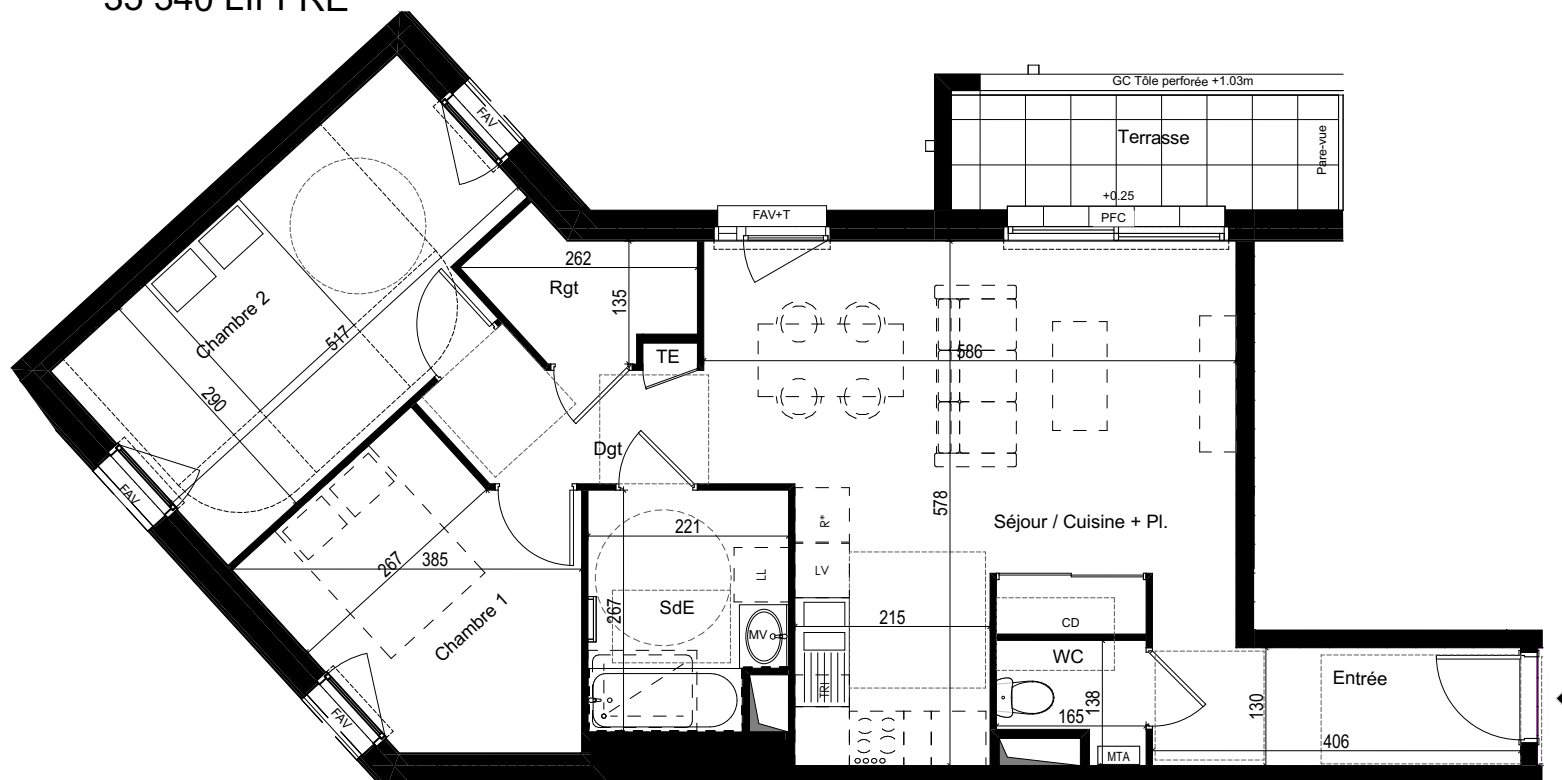 GC Tôle perforée +1.03m
Terrasse
Pare-vue
+0.25
PFC
FAV
FAV+T
262
Rgt
135
TE
586
Chambre 2
517
290
Dgt
578
Séjour / Cuisine + Pl.
FAV
267
385
Chambre 1
221
LL
267
SdE
MV
R*
LV
215
TRI
CD
WC
138
165
MTA
130
Entrée
406
FAV